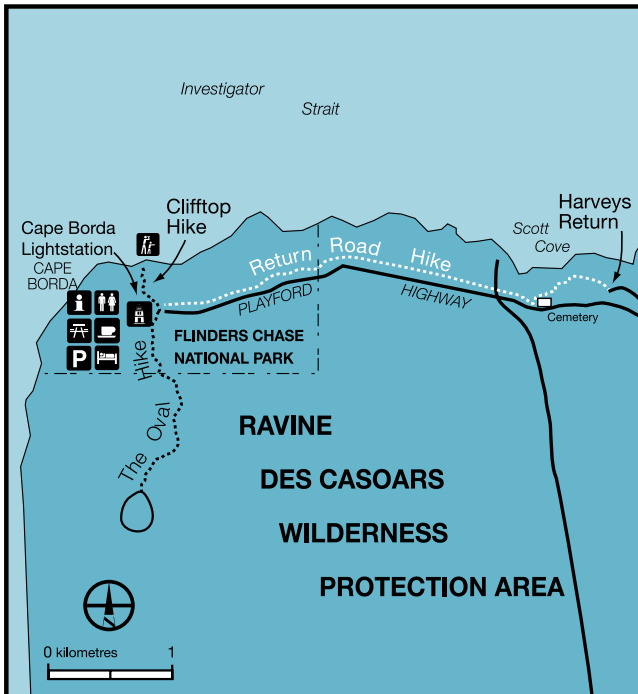 Investigator
Strait
Harveys
Return
Clifftop
Hike
Scott
Cove
Cape Borda
Lightstation
CAPE
BORDA
Return Road Hike
PLAYFORD HIGHWAY
Cemetery
i
P
FLINDERS CHASE
NATIONAL PARK
The Oval Hike
RAVINE
DES CASOARS
WILDERNESS
PROTECTION AREA
N
0 kilometres 1